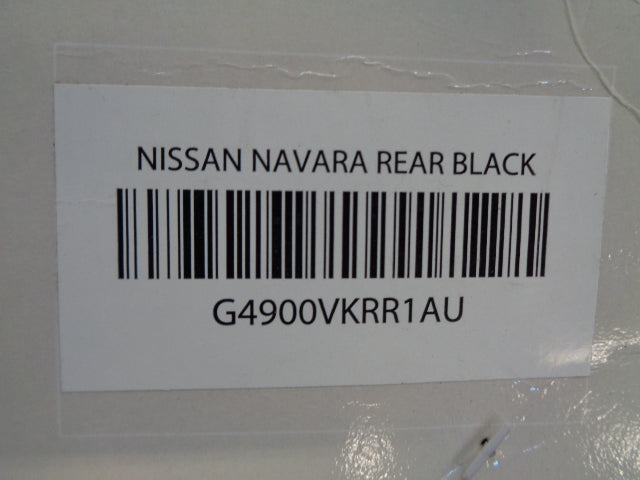 NISSAN NAVARA REAR BLACK
G4900VKRR1AU